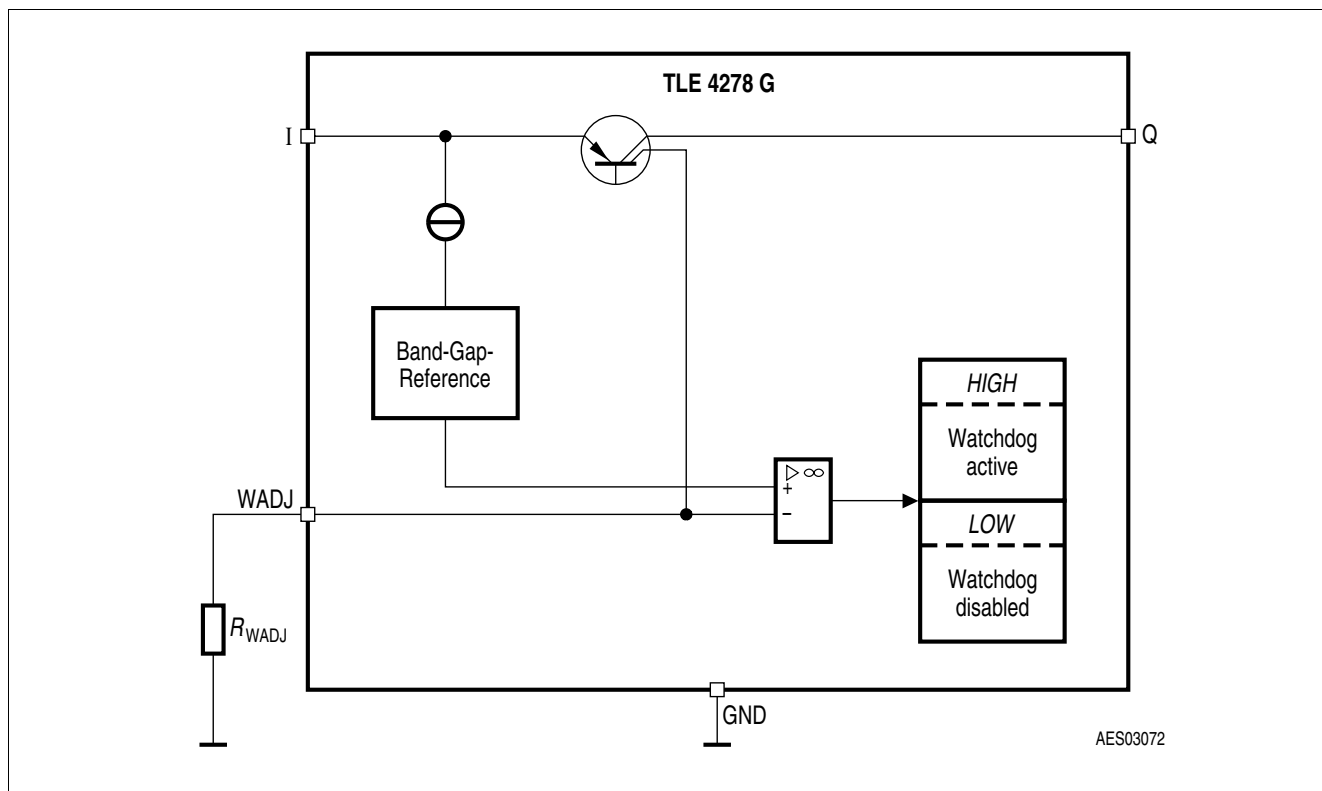 TLE 4278 G
I
Q
Band-Gap-
Reference
HIGH
Watchdog
active
WADJ
▷ ∞
+
−
LOW
Watchdog
disabled
RWADJ
GND
AES03072